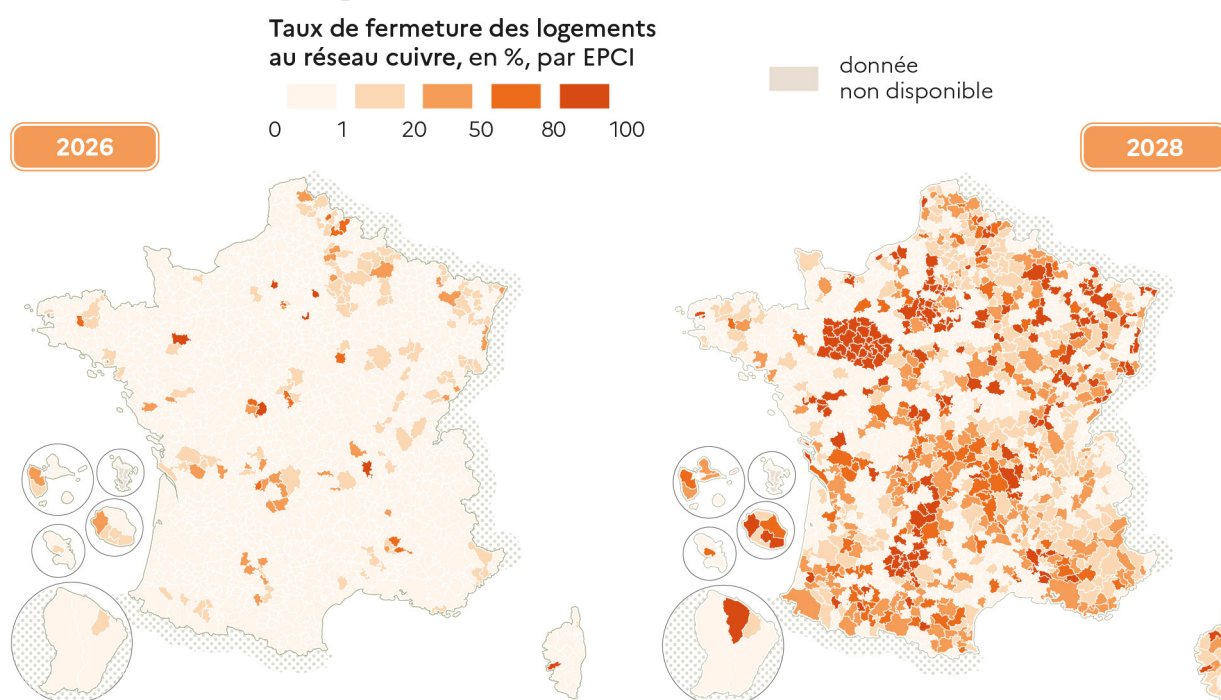 Taux de fermeture des logements
au réseau cuivre, en %, par EPCI
0 1 20 50 80 100
donnée
non disponible
2026
2028